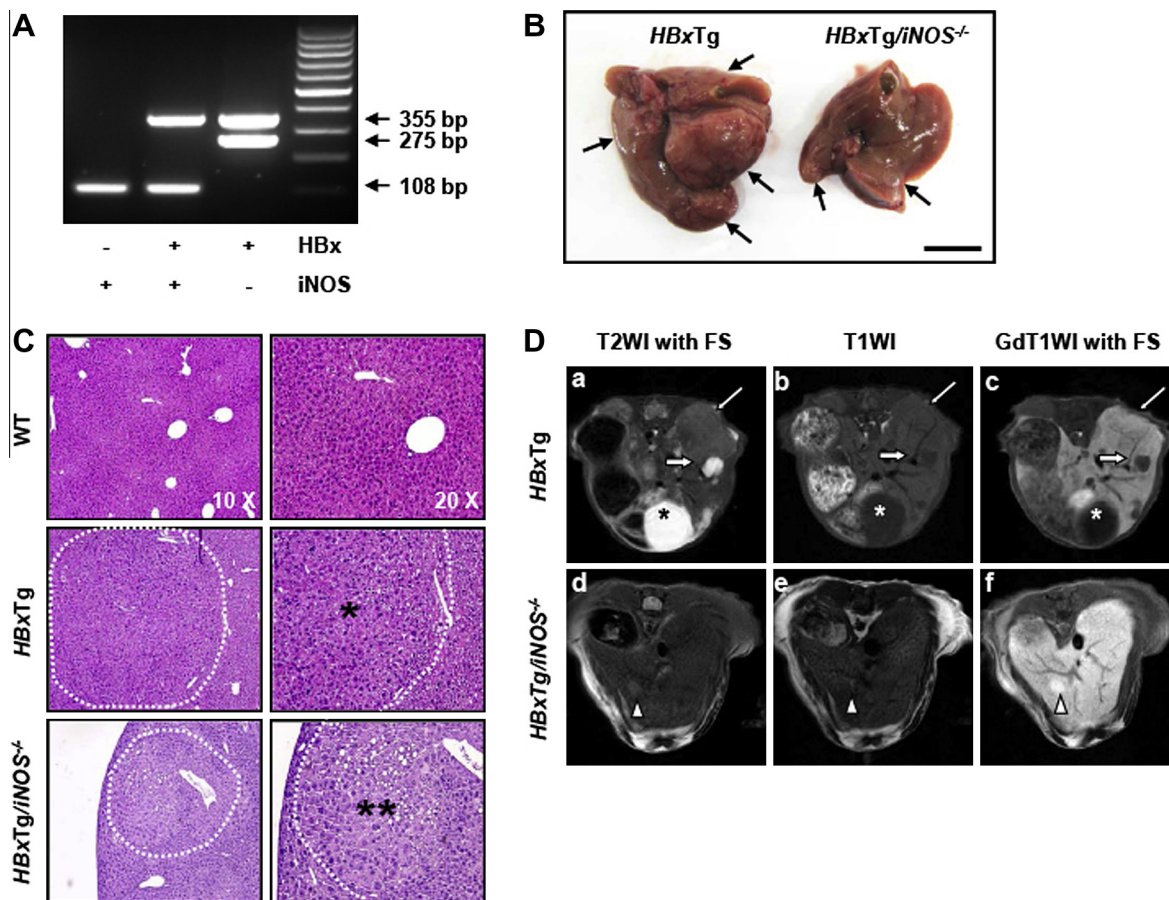 A
355 bp
275 bp
108 bp
- + + HBx
+ + - iNOS
B
HBxTg HBxTg/iNOS-/-
C
WT
10 X 20 X
HBxTg
*
HBxTg/iNOS-/-
**
D
T2WI with FS T1WI GdT1WI with FS
HBxTg
a b c
* * *
HBxTg/iNOS-/-
d e f